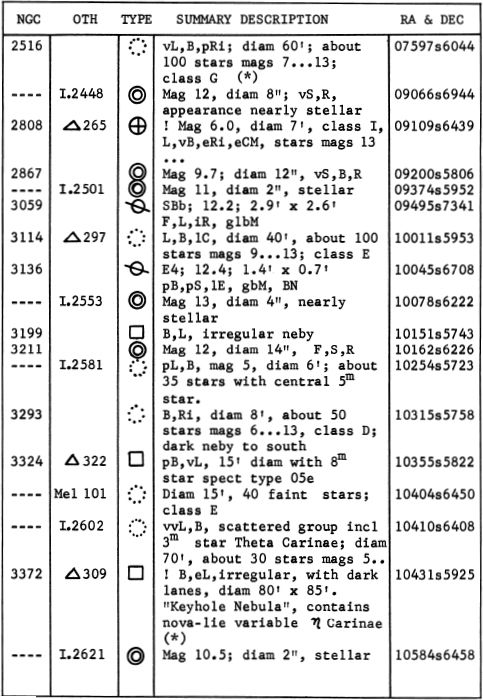 NGC OTH TYPE SUMMARY DESCRIPTION RA & DEC
2516 vL,B,pRi; diam 60'; about 07597s6044
100 stars mags 7...13;
class G (*)
---- I.2448 Mag 12, diam 8"; vS,R, 09066s6944
appearance nearly stellar
2808 △265 ! Mag 6.0, diam 7', class I, 09109s6439
L,vB,eRi,eCM, stars mags 13
...
2867 Mag 9.7; diam 12", vS,B,R 09200s5806
---- I.2501 Mag 11, diam 2", stellar 09374s5952
3059 SBb; 12.2; 2.9' x 2.6' 09495s7341
F,L,iR, glbM
3114 △297 L,B,lC, diam 40', about 100 10011s5953
stars mags 9...13; class E
3136 E4; 12.4; 1.4' x 0.7' 10045s6708
pB,pS,lE, gbM, BN
---- I.2553 Mag 13, diam 4", nearly 10078s6222
stellar
3199 B,L, irregular neby 10151s5743
3211 Mag 12, diam 14", F,S,R 10162s6226
---- I.2581 pL,B, mag 5, diam 6'; about 10254s5723
35 stars with central 5m
star.
3293 B,Ri, diam 8', about 50 10315s5758
stars mags 6...13, class D;
dark neby to south
3324 △322 pB,vL, 15' diam with 8m 10355s5822
star spect type 05e
---- Mel 101 Diam 15', 40 faint stars; 10404s6450
class E
---- I.2602 vvL,B, scattered group incl 10410s6408
3m star Theta Carinae; diam
70', about 30 stars mags 5..
3372 △309 ! B,eL,irregular, with dark 10431s5925
lanes, diam 80' x 85'.
"Keyhole Nebula", contains
nova-lie variable η Carinae
(*)
---- I.2621 Mag 10.5; diam 2", stellar 10584s6458